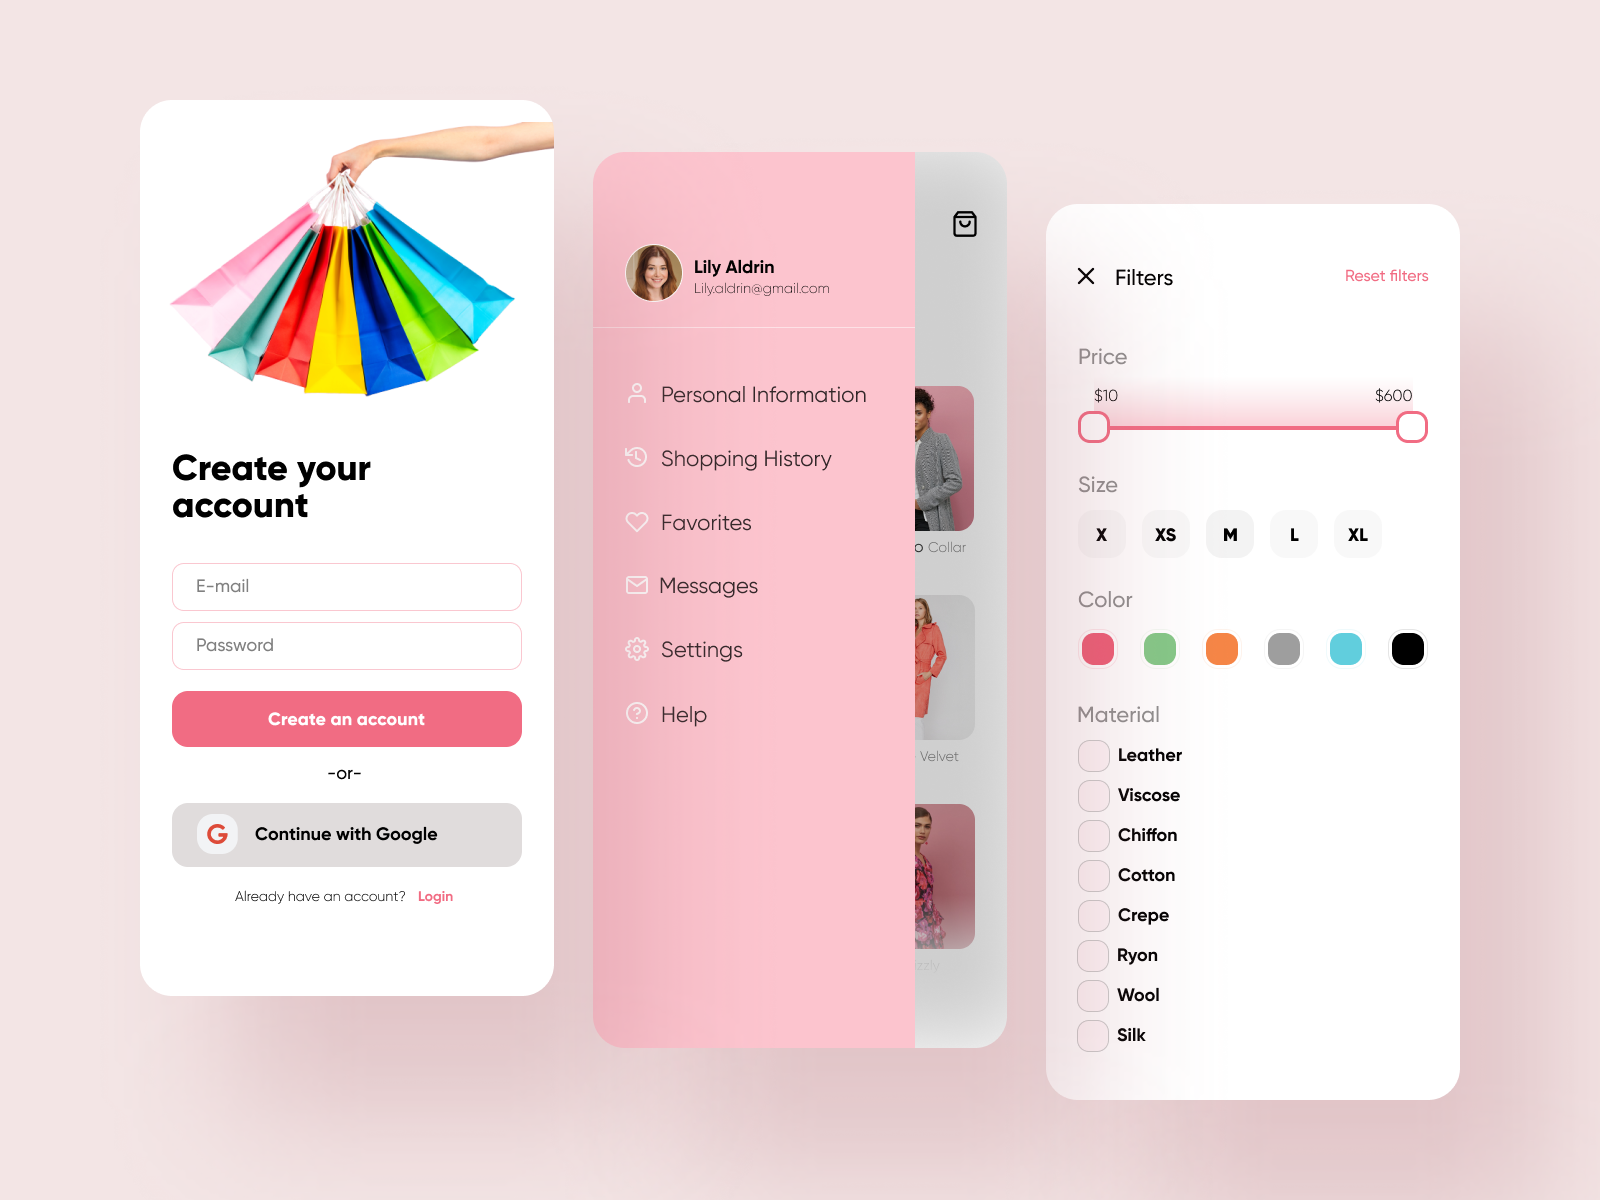 Create your
account
E-mail
Password
Create an account
-or-
G
Continue with Google
Already have an account? Login
Lily Aldrin
Lily.aldrin@gmail.com
Personal Information
Shopping History
Favorites
Messages
Settings
Help
Collar
Velvet
Filters
Reset filters
Price
$10 $600
Size
X XS M L XL
Color
Material
Leather
Viscose
Chiffon
Cotton
Crepe
Ryon
Wool
Silk